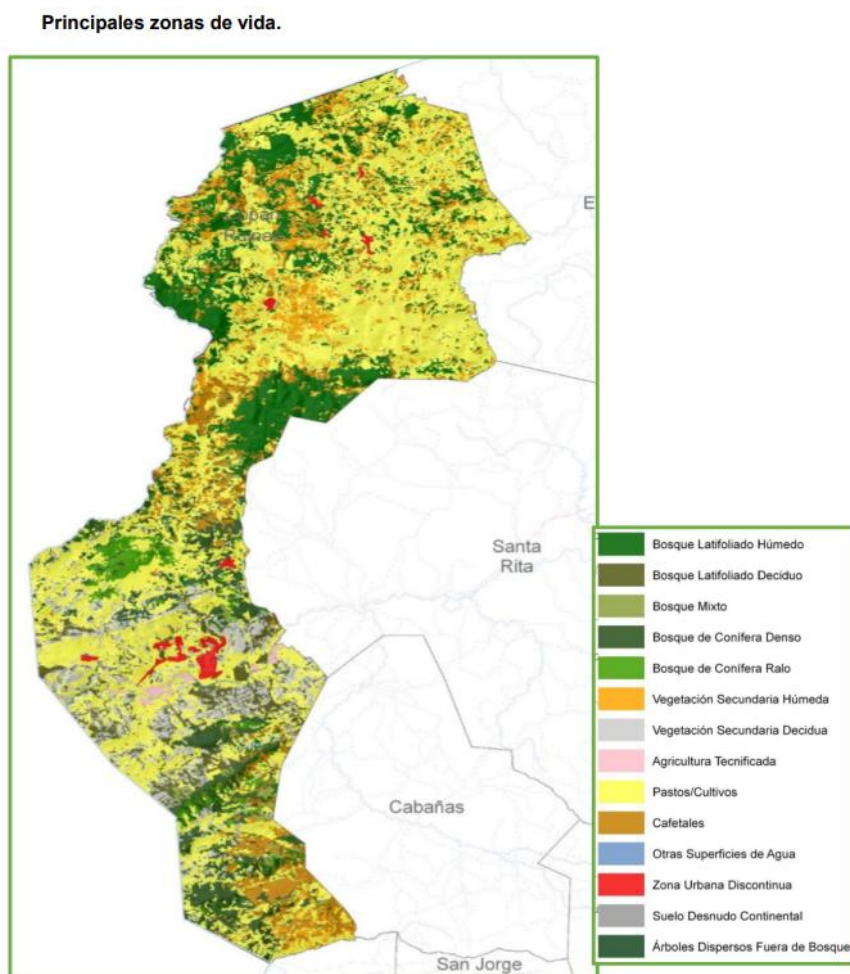 Principales zonas de vida.
E
Santa
Rita
Cabañas
San Jorge
Bosque Latifoliado Húmedo
Bosque Latifoliado Deciduo
Bosque Mixto
Bosque de Conífera Denso
Bosque de Conífera Ralo
Vegetación Secundaria Húmeda
Vegetación Secundaria Decidua
Agricultura Tecnificada
Pastos/Cultivos
Cafetales
Otras Superficies de Agua
Zona Urbana Discontinua
Suelo Desnudo Continental
Árboles Dispersos Fuera de Bosque